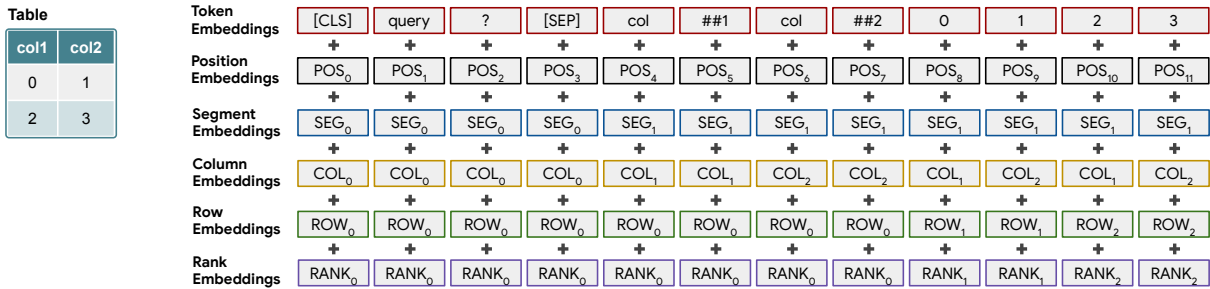 Table
col1 col2
0 1
2 3
Token Embeddings [CLS] query ? [SEP] col ##1 col ##2 0 1 2 3
+ + + + + + + + + + + +
Position Embeddings POS₀ POS₁ POS₂ POS₃ POS₄ POS₅ POS₆ POS₇ POS₈ POS₉ POS₁₀ POS₁₁
+ + + + + + + + + + + +
Segment Embeddings SEG₀ SEG₀ SEG₀ SEG₀ SEG₁ SEG₁ SEG₁ SEG₁ SEG₁ SEG₁ SEG₁ SEG₁
+ + + + + + + + + + + +
Column Embeddings COL₀ COL₀ COL₀ COL₀ COL₁ COL₁ COL₂ COL₂ COL₁ COL₂ COL₁ COL₂
+ + + + + + + + + + + +
Row Embeddings ROW₀ ROW₀ ROW₀ ROW₀ ROW₀ ROW₀ ROW₀ ROW₀ ROW₁ ROW₁ ROW₂ ROW₂
+ + + + + + + + + + + +
Rank Embeddings RANK₀ RANK₀ RANK₀ RANK₀ RANK₀ RANK₀ RANK₀ RANK₀ RANK₁ RANK₁ RANK₂ RANK₂